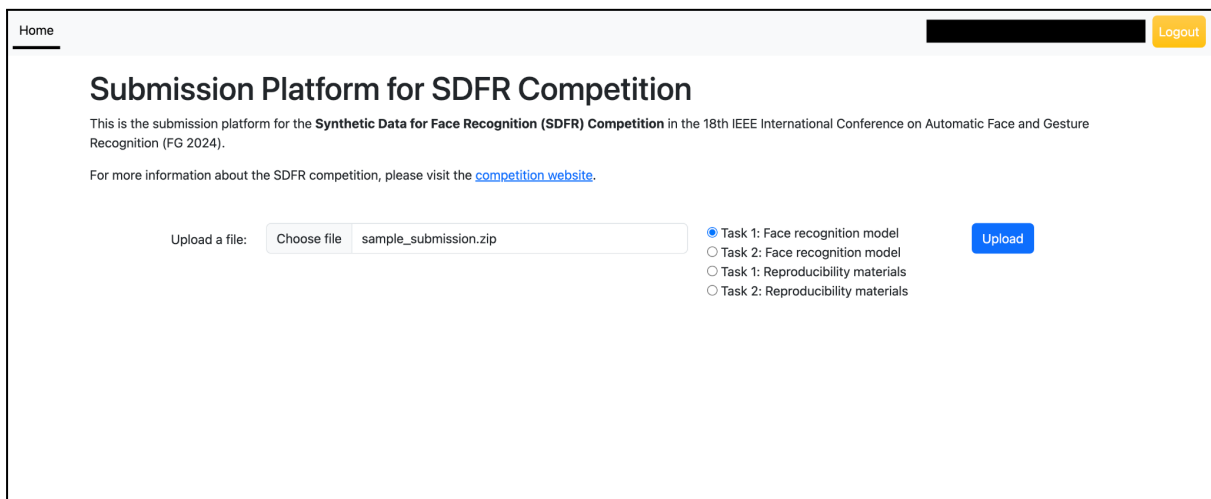 Home
Logout
Submission Platform for SDFR Competition
This is the submission platform for the Synthetic Data for Face Recognition (SDFR) Competition in the 18th IEEE International Conference on Automatic Face and Gesture
Recognition (FG 2024).
For more information about the SDFR competition, please visit the competition website.
Upload a file:
Choose file
sample_submission.zip
Task 1: Face recognition model
Task 2: Face recognition model
Task 1: Reproducibility materials
Task 2: Reproducibility materials
Upload